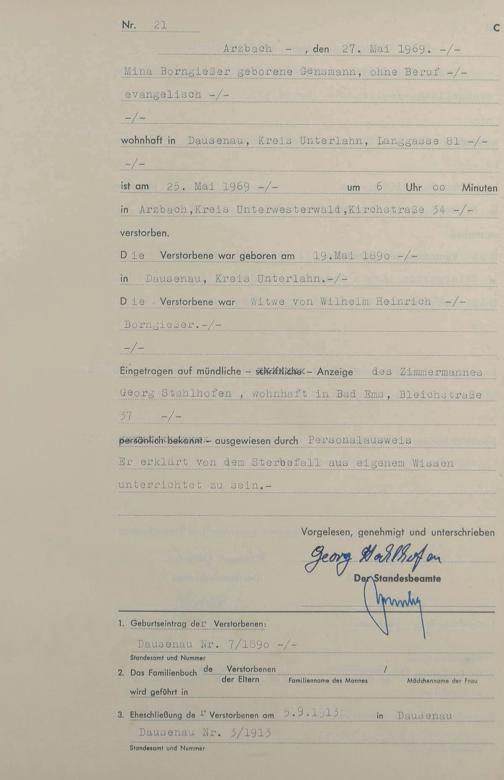 Nr. 21
C
Arzbach - , den 27. Mai 1969. -/-
Mina Borngießer geborene Gensmann, ohne Beruf -/-
evangelisch -/-
-/-
wohnhaft in Dausenau, Kreis Unterlahn, Langgasse 81 -/-
-/-
ist am 25. Mai 1969 -/- um 6 Uhr oo Minuten
in Arzbach,Kreis Unterwesterwald,Kirchstraße 54 -/-
verstorben.
Die Verstorbene war geboren am 19.Mai 189o -/-
in Dausenau, Kreis Unterlahn.-/-
Die Verstorbene war Witwe von Wilhelm Heinrich -/-
Borngießer.-/-
-/-
Eingetragen auf mündliche - schriftliche - Anzeige des Zimmermannes
Georg Stahlhofen , wohnhaft in Bad Ems, Bleichstraße
37 -/-
persönlich bekannt - ausgewiesen durch Personalausweis
Er erklärt von dem Sterbefall aus eigenem Wissen
unterrichtet zu sein.-
Vorgelesen, genehmigt und unterschrieben
Georg Stahlhofen
Der Standesbeamte
1. Geburtseintrag der Verstorbenen:
Dausenau Nr. 7/189o -/-
Standesamt und Nummer
2. Das Familienbuch de Verstorbenen /
der Eltern Familienname des Mannes Mädchenname der Frau
wird geführt in
3. Eheschließung der Verstorbenen am 5.9.1913 in Dausenau
Dausenau Nr. 5/1913
Standesamt und Nummer